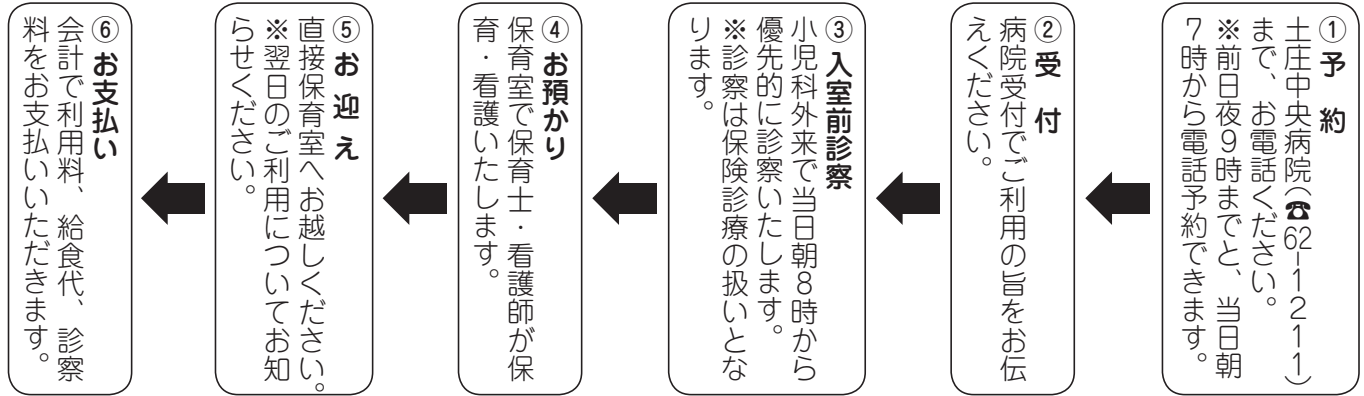 ①予約
土庄中央病院(☎62-1211)
まで、お電話ください。
※前日夜9時までと、当日朝
7時から電話予約できます。
②受付
病院受付でご利用の旨をお伝
えください。
③入室前診察
小児科外来で当日朝8時から
優先的に診察いたします。
※診察は保険診療の扱いとな
ります。
④お預かり
保育室で保育士・看護師が保
育・看護いたします。
⑤お迎え
直接保育室へお越しください。
※翌日のご利用についてお知
らせください。
⑥お支払い
会計で利用料、給食代、診察
料をお支払いいただきます。